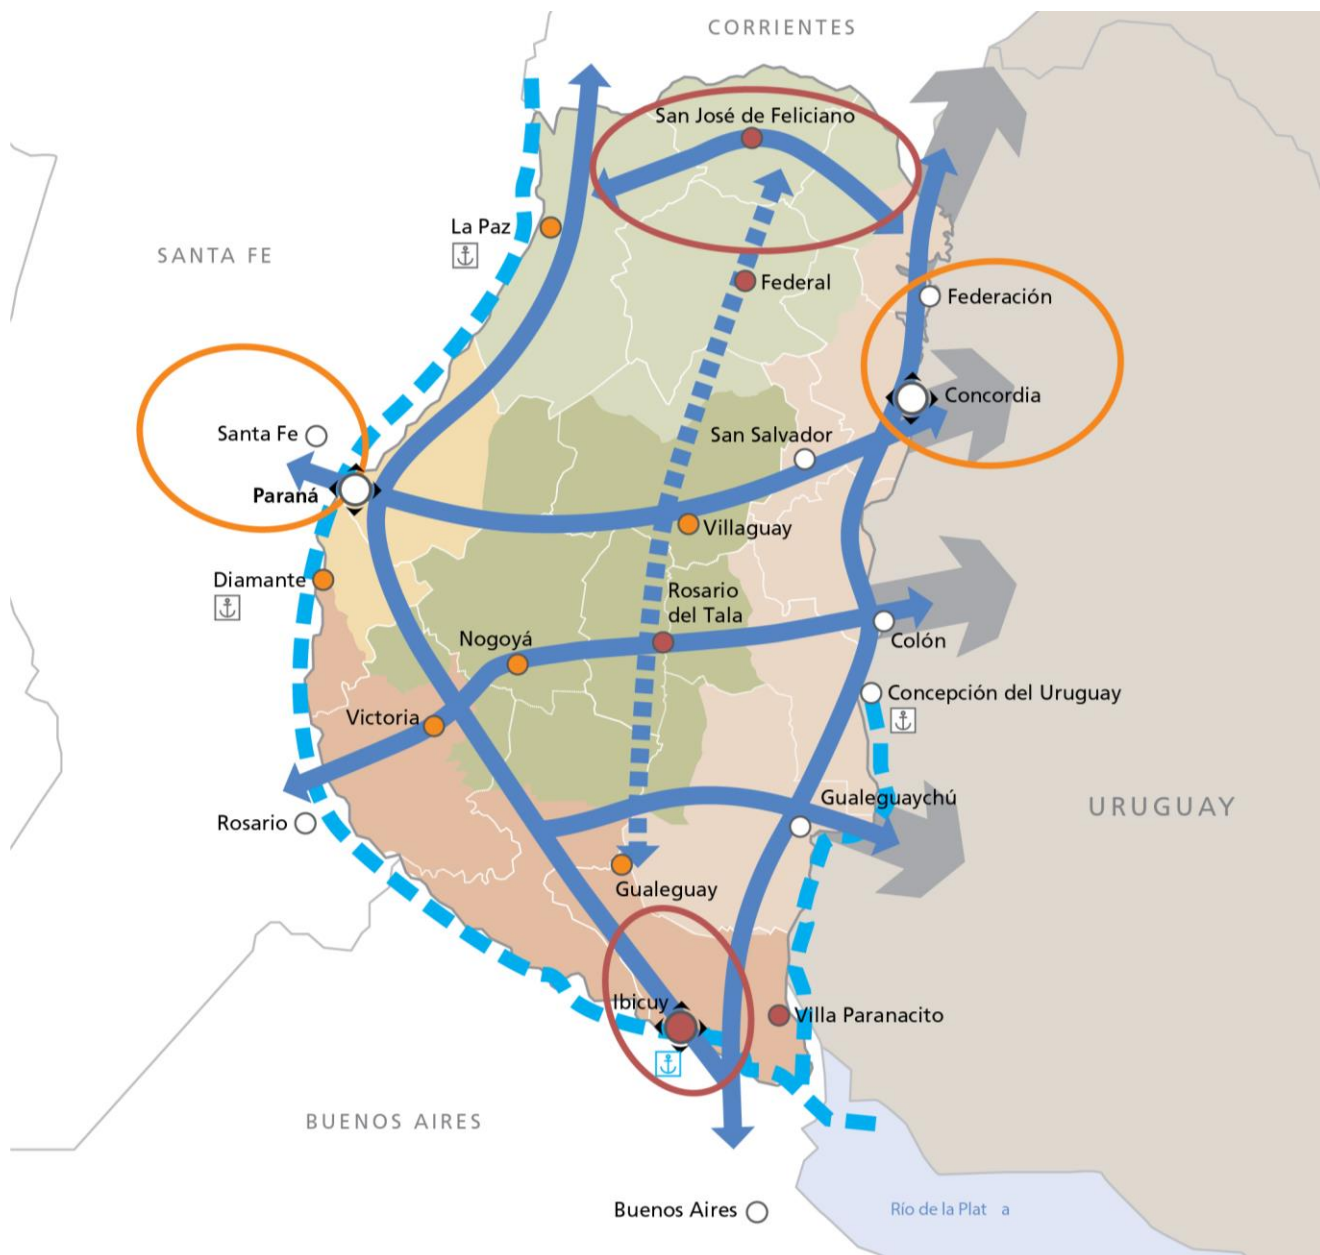 CORRIENTES
San José de Feliciano
La Paz
SANTA FE
Federal
Federación
Concordia
Santa Fe
San Salvador
Paraná
Villaguay
Diamante
Rosario
del Tala
Nogoyá
Colón
Concepción del Uruguay
Victoria
Gualeguaychú
URUGUAY
Rosario
Gualeguay
Ibicuy
Villa Paranacito
BUENOS AIRES
Buenos Aires
Río de la Plat a